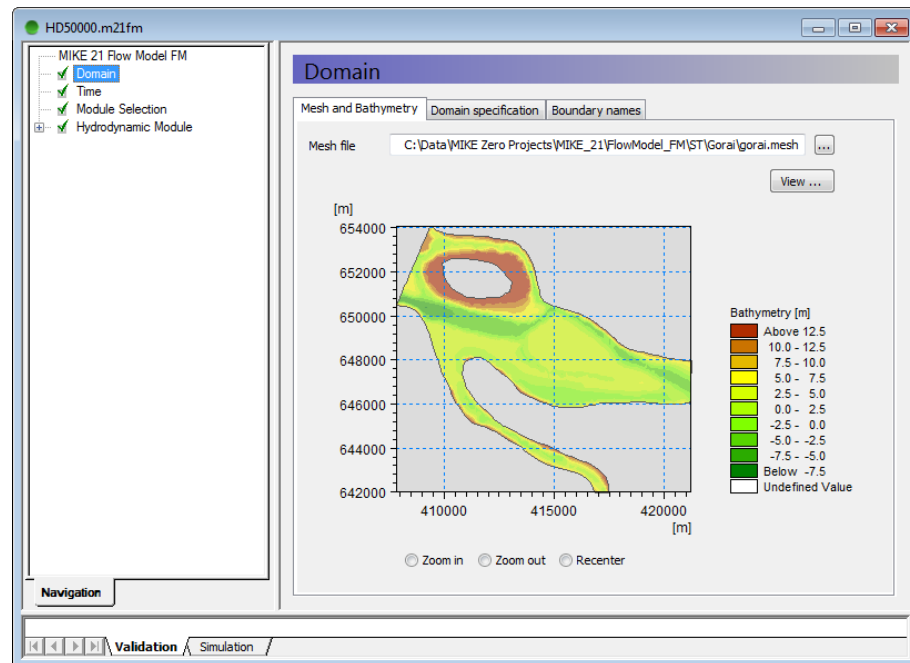 HD50000.m21fm
MIKE 21 Flow Model FM
Domain
Time
Module Selection
Hydrodynamic Module
Navigation
Domain
Mesh and Bathymetry
Domain specification
Boundary names
Mesh file
C:\Data\MIKE Zero Projects\MIKE_21\FlowModel_FM\ST\Gorai\gorai.mesh
...
View ...
[m]
654000
652000
650000
648000
646000
644000
642000
410000 415000 420000
[m]
Bathymetry [m]
Above 12.5
10.0 - 12.5
7.5 - 10.0
5.0 - 7.5
2.5 - 5.0
0.0 - 2.5
-2.5 - 0.0
-5.0 - -2.5
-7.5 - -5.0
Below -7.5
Undefined Value
Zoom in Zoom out Recenter
Validation Simulation